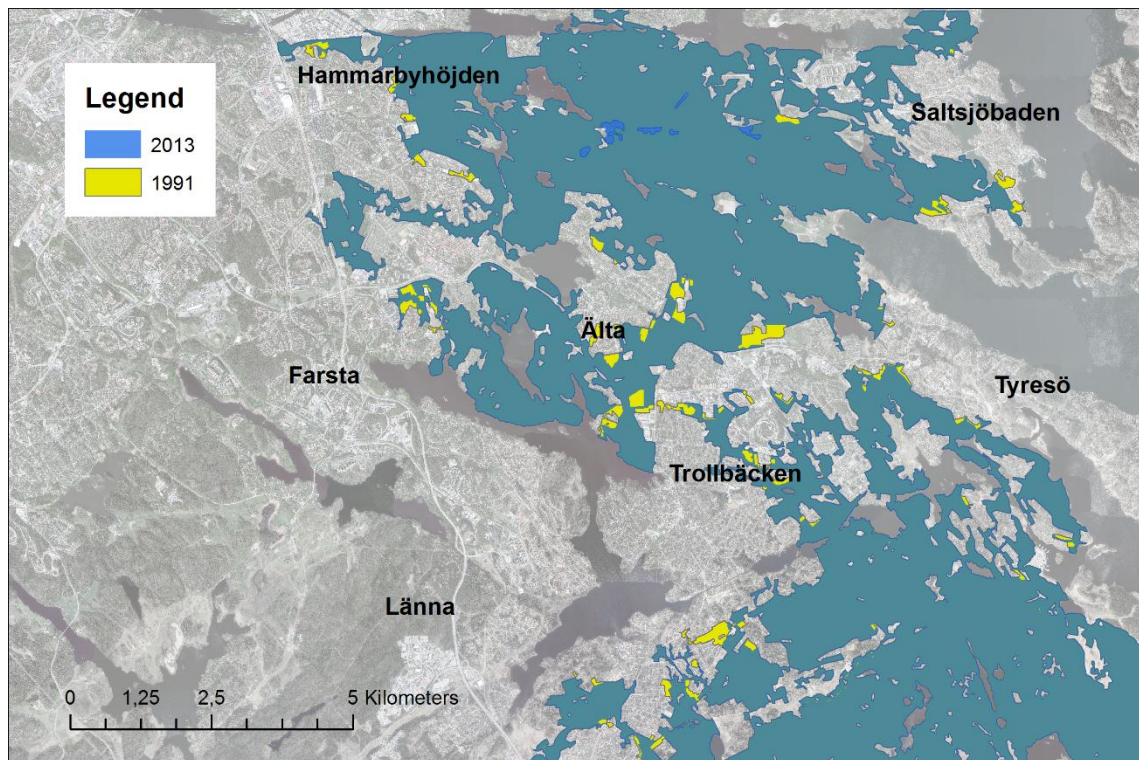 Hammarbyhöjden
Legend
2013
1991
Saltsjöbaden
Älta
Farsta
Tyresö
Trollbäcken
Länna
0 1,25 2,5 5 Kilometers